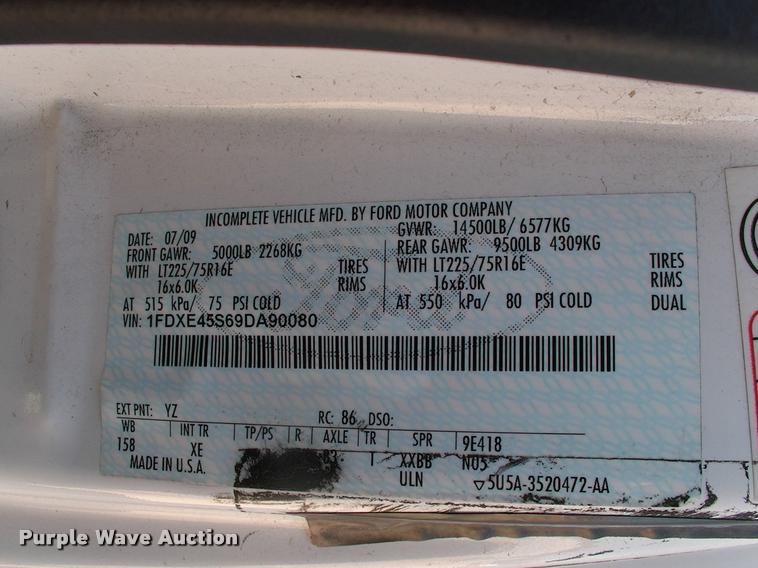 INCOMPLETE VEHICLE MFD. BY FORD MOTOR COMPANY
DATE: 07/09 GVWR: 14500LB/ 6577KG
FRONT GAWR: 5000LB 2268KG REAR GAWR: 9500LB 4309KG
WITH LT225/75R16E TIRES WITH LT225/75R16E TIRES
16x6.0K RIMS 16x6.0K RIMS
AT 515 kPa/ 75 PSI COLD AT 550 kPa/ 80 PSI COLD DUAL
VIN: 1FDXE45S69DA90080
EXT PNT: YZ RC: 86 DSO:
WB INT TR TP/PS R AXLE TR SPR 9E418
158 XE 1 XXBB N05
MADE IN U.S.A. ULN 5U5A-3520472-AA
Purple Wave Auction